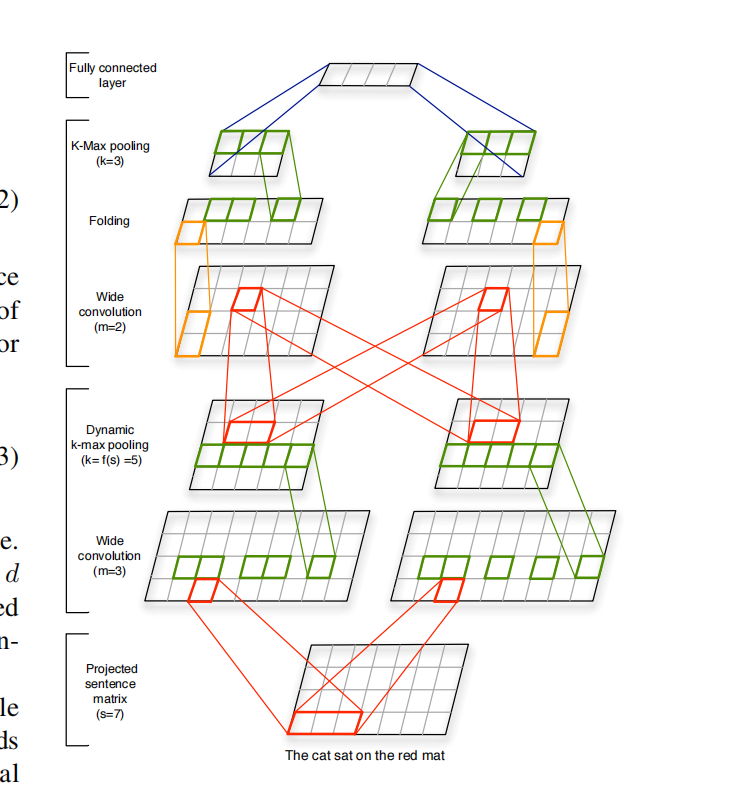 Fully connected
layer
K-Max pooling
(k=3)
2)
Folding
ce
Wide
of
convolution
(m=2)
or
Dynamic
k-max pooling
3)
(k= f(s) =5)
e.
Wide
convolution
d
(m=3)
ed
n-
Projected
sentence
le
matrix
(s=7)
ds
The cat sat on the red mat
al